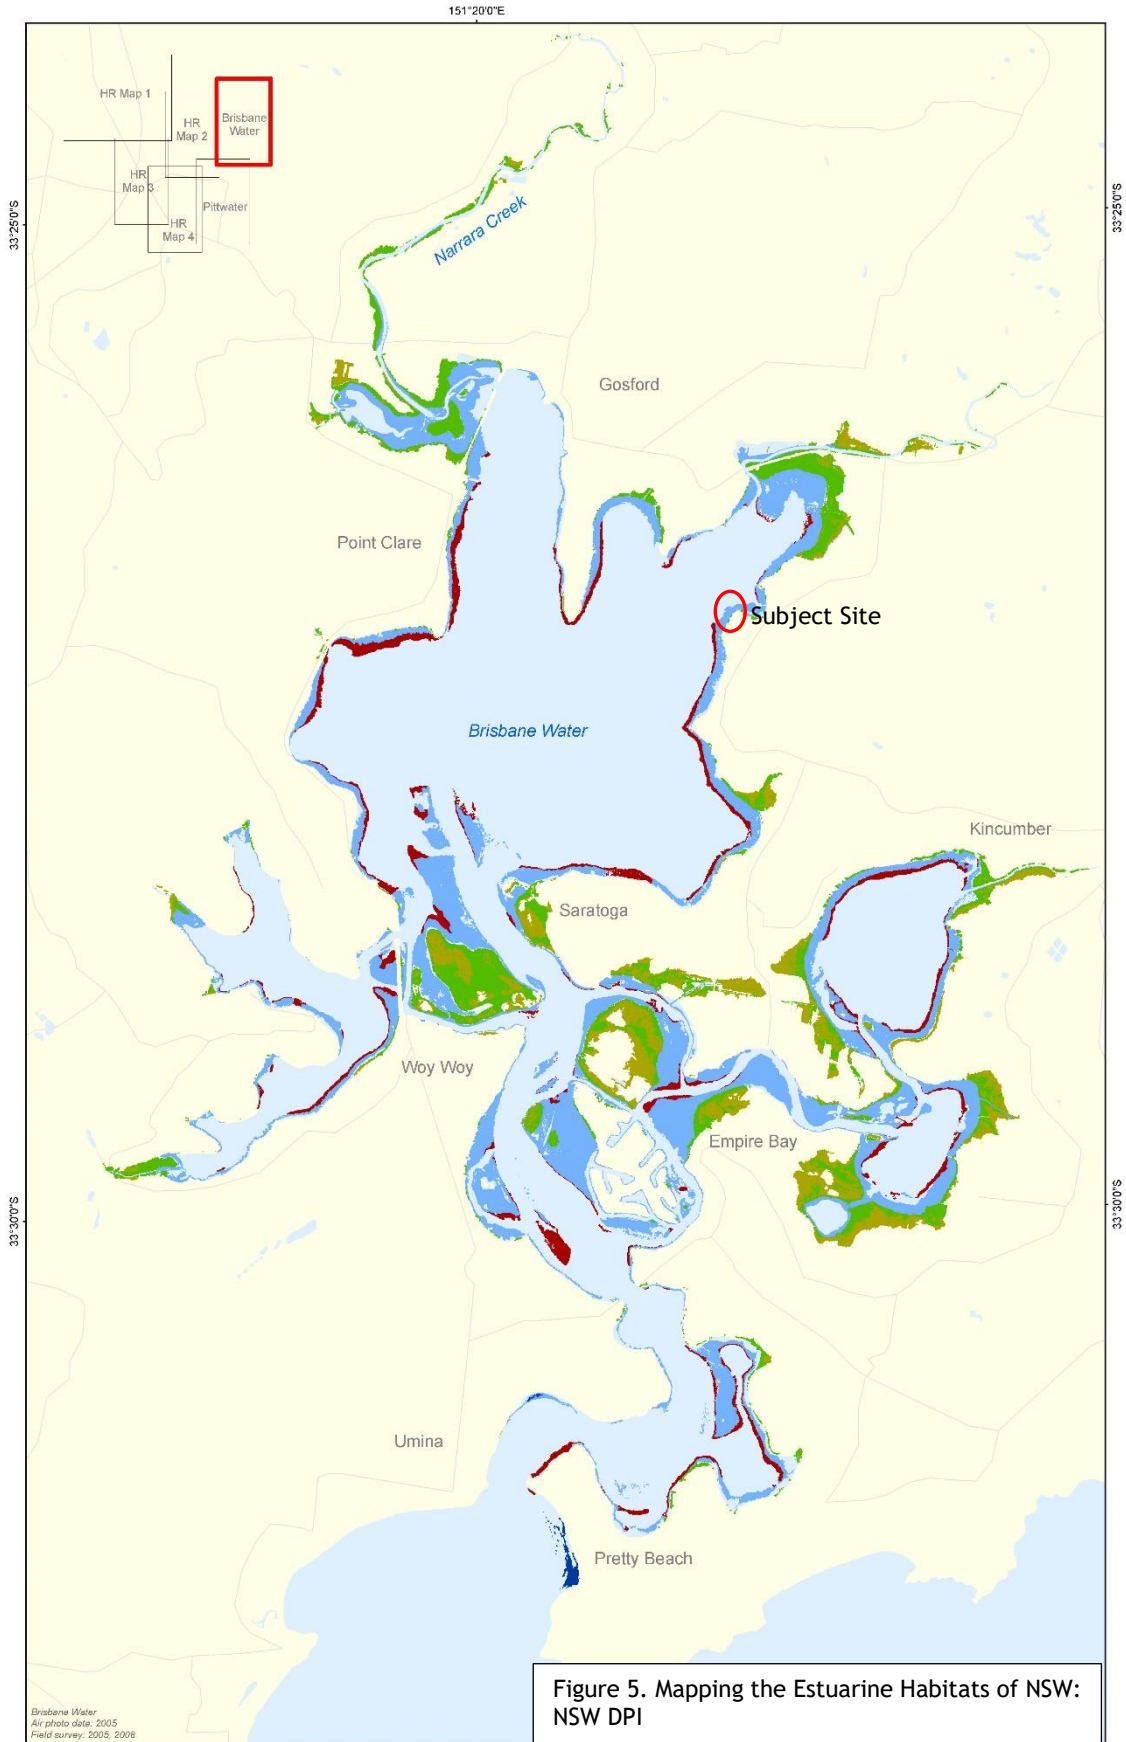 151°20'0"E
HR Map 1
HR
Map 2
Brisbane
Water
HR
Map 3
Pittwater
HR
Map 4
33°25'0"S
33°25'0"S
Narrara Creek
Gosford
Point Clare
Subject Site
Brisbane Water
Kincumber
Saratoga
Woy Woy
Empire Bay
33°30'0"S
33°30'0"S
Umina
Pretty Beach
Figure 5. Mapping the Estuarine Habitats of NSW:
NSW DPI
Brisbane Water
Air photo date: 2005
Field survey: 2005, 2008